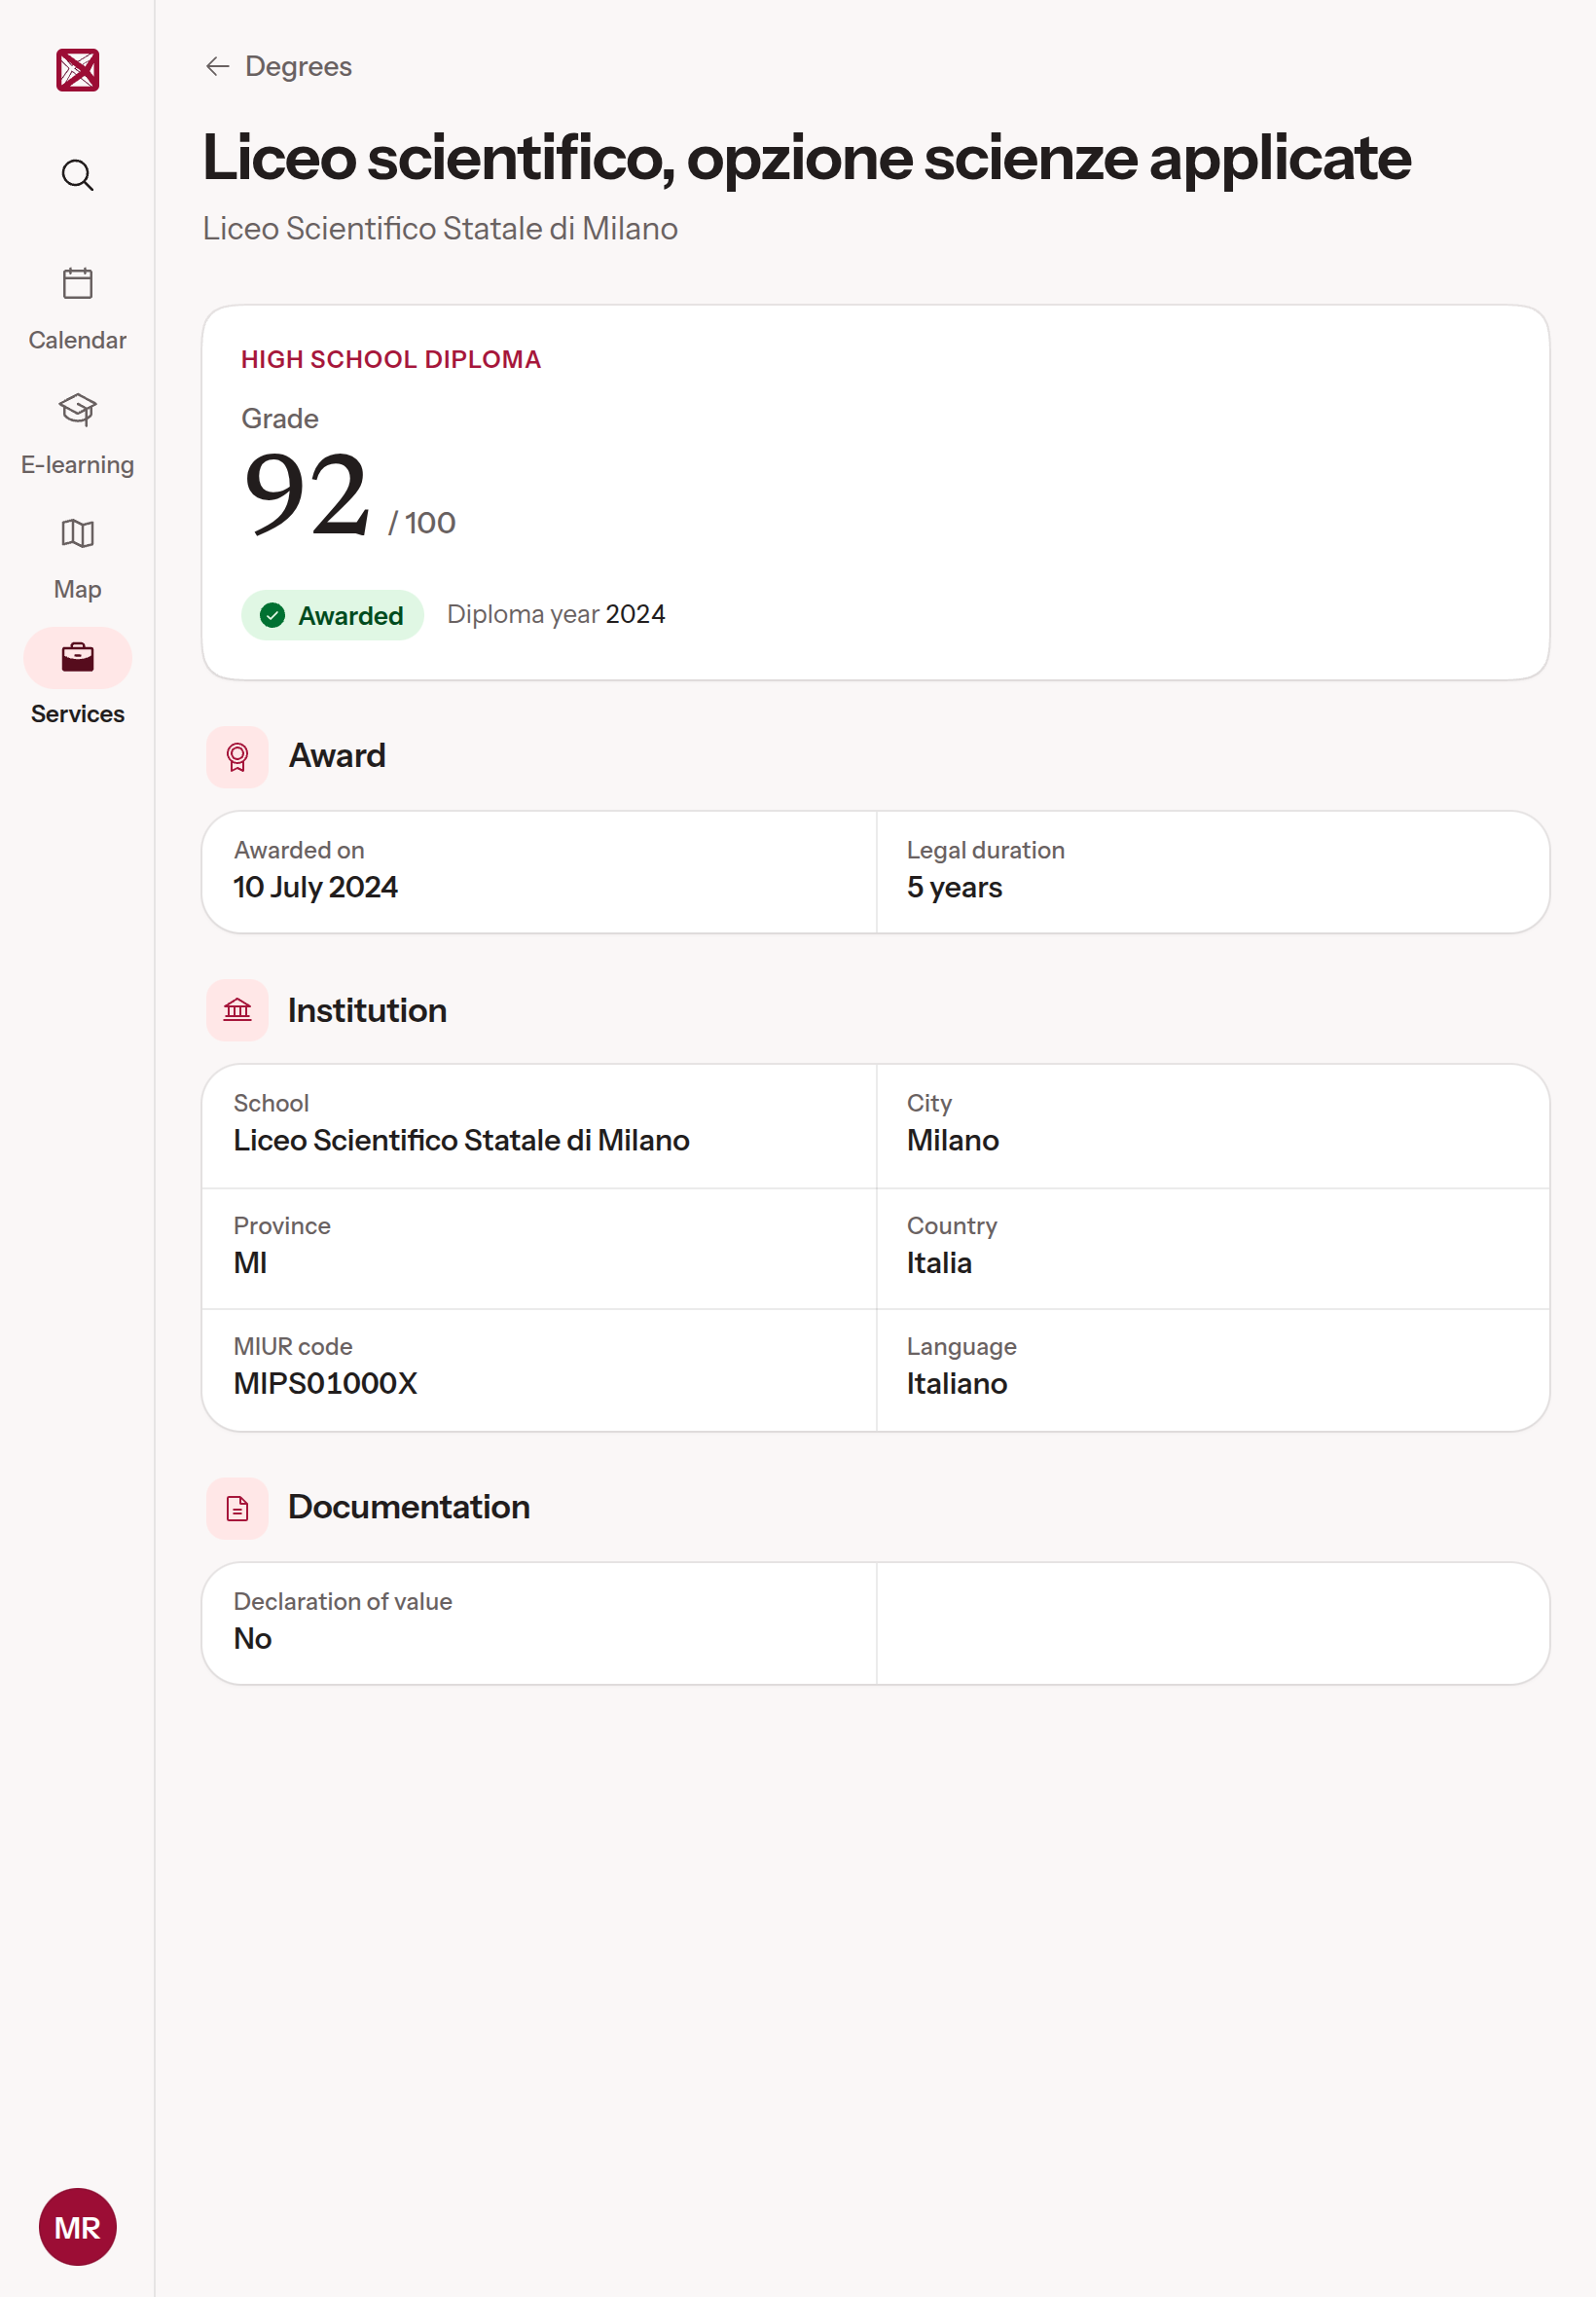 Degrees
Liceo scientifico, opzione scienze applicate
Liceo Scientifico Statale di Milano
Calendar
E-learning
Map
Services
HIGH SCHOOL DIPLOMA
Grade
92 / 100
Awarded Diploma year 2024
Award
Awarded on
10 July 2024
Legal duration
5 years
Institution
School
Liceo Scientifico Statale di Milano
City
Milano
Province
MI
Country
Italia
MIUR code
MIPS01000X
Language
Italiano
Documentation
Declaration of value
No
MR